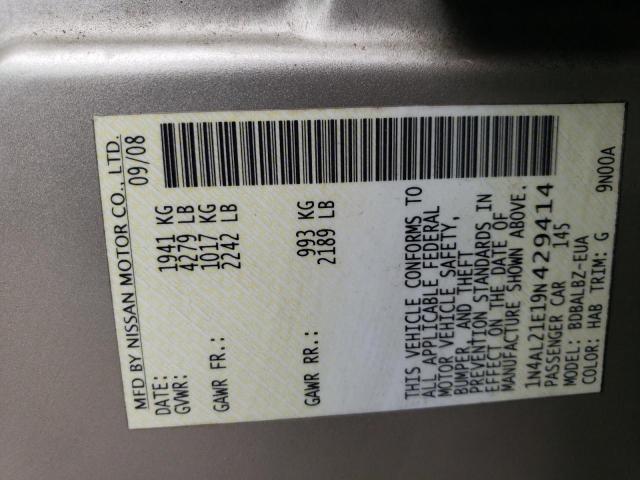 MFD BY NISSAN MOTOR CO., LTD.
DATE: 09/08
GVWR: 1941 KG
4279 LB
GAWR FR.: 1017 KG
2242 LB
GAWR RR.: 993 KG
2189 LB
THIS VEHICLE CONFORMS TO
ALL APPLICABLE FEDERAL
MOTOR VEHICLE SAFETY,
BUMPER, AND THEFT
PREVENTION STANDARDS IN
EFFECT ON THE DATE OF
MANUFACTURE SHOWN ABOVE.
1N4AL21E19N429414
PASSENGER CAR 145
MODEL: BDBALBZ-EUA
COLOR: HAB TRIM: G 9N00A